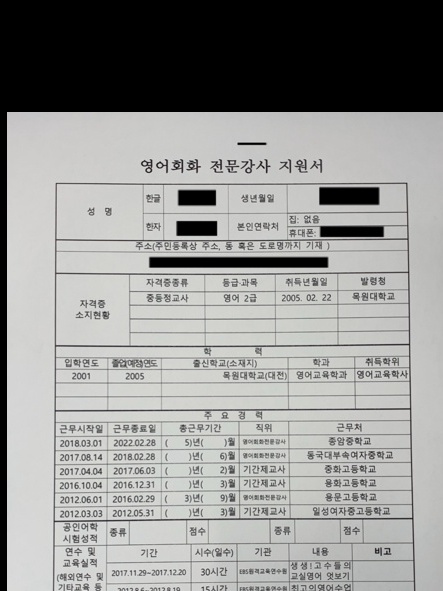 영어회화 전문강사 지원서
성 명 한글 생년월일
한자 본인연락처 집: 없음
휴대폰:
주소(주민등록상 주소, 동 혹은 도로명까지 기재 )
자격증 소지현황 자격증종류 등급·과목 취득년월일 발령청
중등정교사 영어 2급 2005. 02. 22 목원대학교
학 력
입학연도 졸업(예정)연도 출신학교(소재지) 학과 취득학위
2001 2005 목원대학교(대전) 영어교육학과 영어교육학사
주 요 경 력
근무시작일 근무종료일 총근무기간 직위 근무처
2018.03.01 2022.02.28 ( 5)년( )월 영어회화전문강사 종암중학교
2017.08.14 2018.02.28 ( )년( 6)월 영어회화전문강사 동국대부속여자중학교
2017.04.04 2017.06.03 ( )년( 2)월 기간제교사 중화고등학교
2016.10.04 2016.12.31 ( )년( 3)월 기간제교사 용화고등학교
2012.06.01 2016.02.29 ( 3)년( 9)월 영어회화전문강사 용문고등학교
2012.03.03 2012.05.31 ( )년( 3)월 기간제교사 일성여자중고등학교
공인어학 시험성적 종류 점수 종류 점수
연수 및 교육실적 기간 시수(일수) 기관 내용 비고
(해외연수 및 2017.11.29~2017.12.20 30시간 EBS원격교육연수원 생생!고수들의 교실영어 엿보기
기타교육 등 2012.8.6~2012.8.19 15시간 EBS원격교육연수원 최고의영어수업